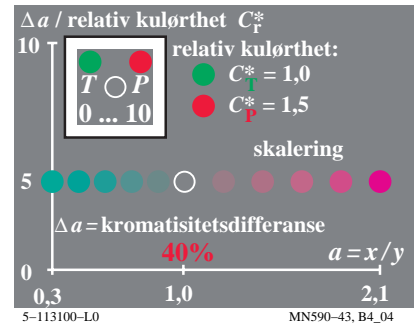 Δa / relativ kulørthet C*r
10
relativ kulørthet:
T P
C*T = 1,0
0 ... 10
C*P = 1,5
skalering
5
Δa = kromatisitetsdifferanse
40%
a = x/y
0
0,3 1,0 2,1
5–113100–L0 MN590–43, B4_04